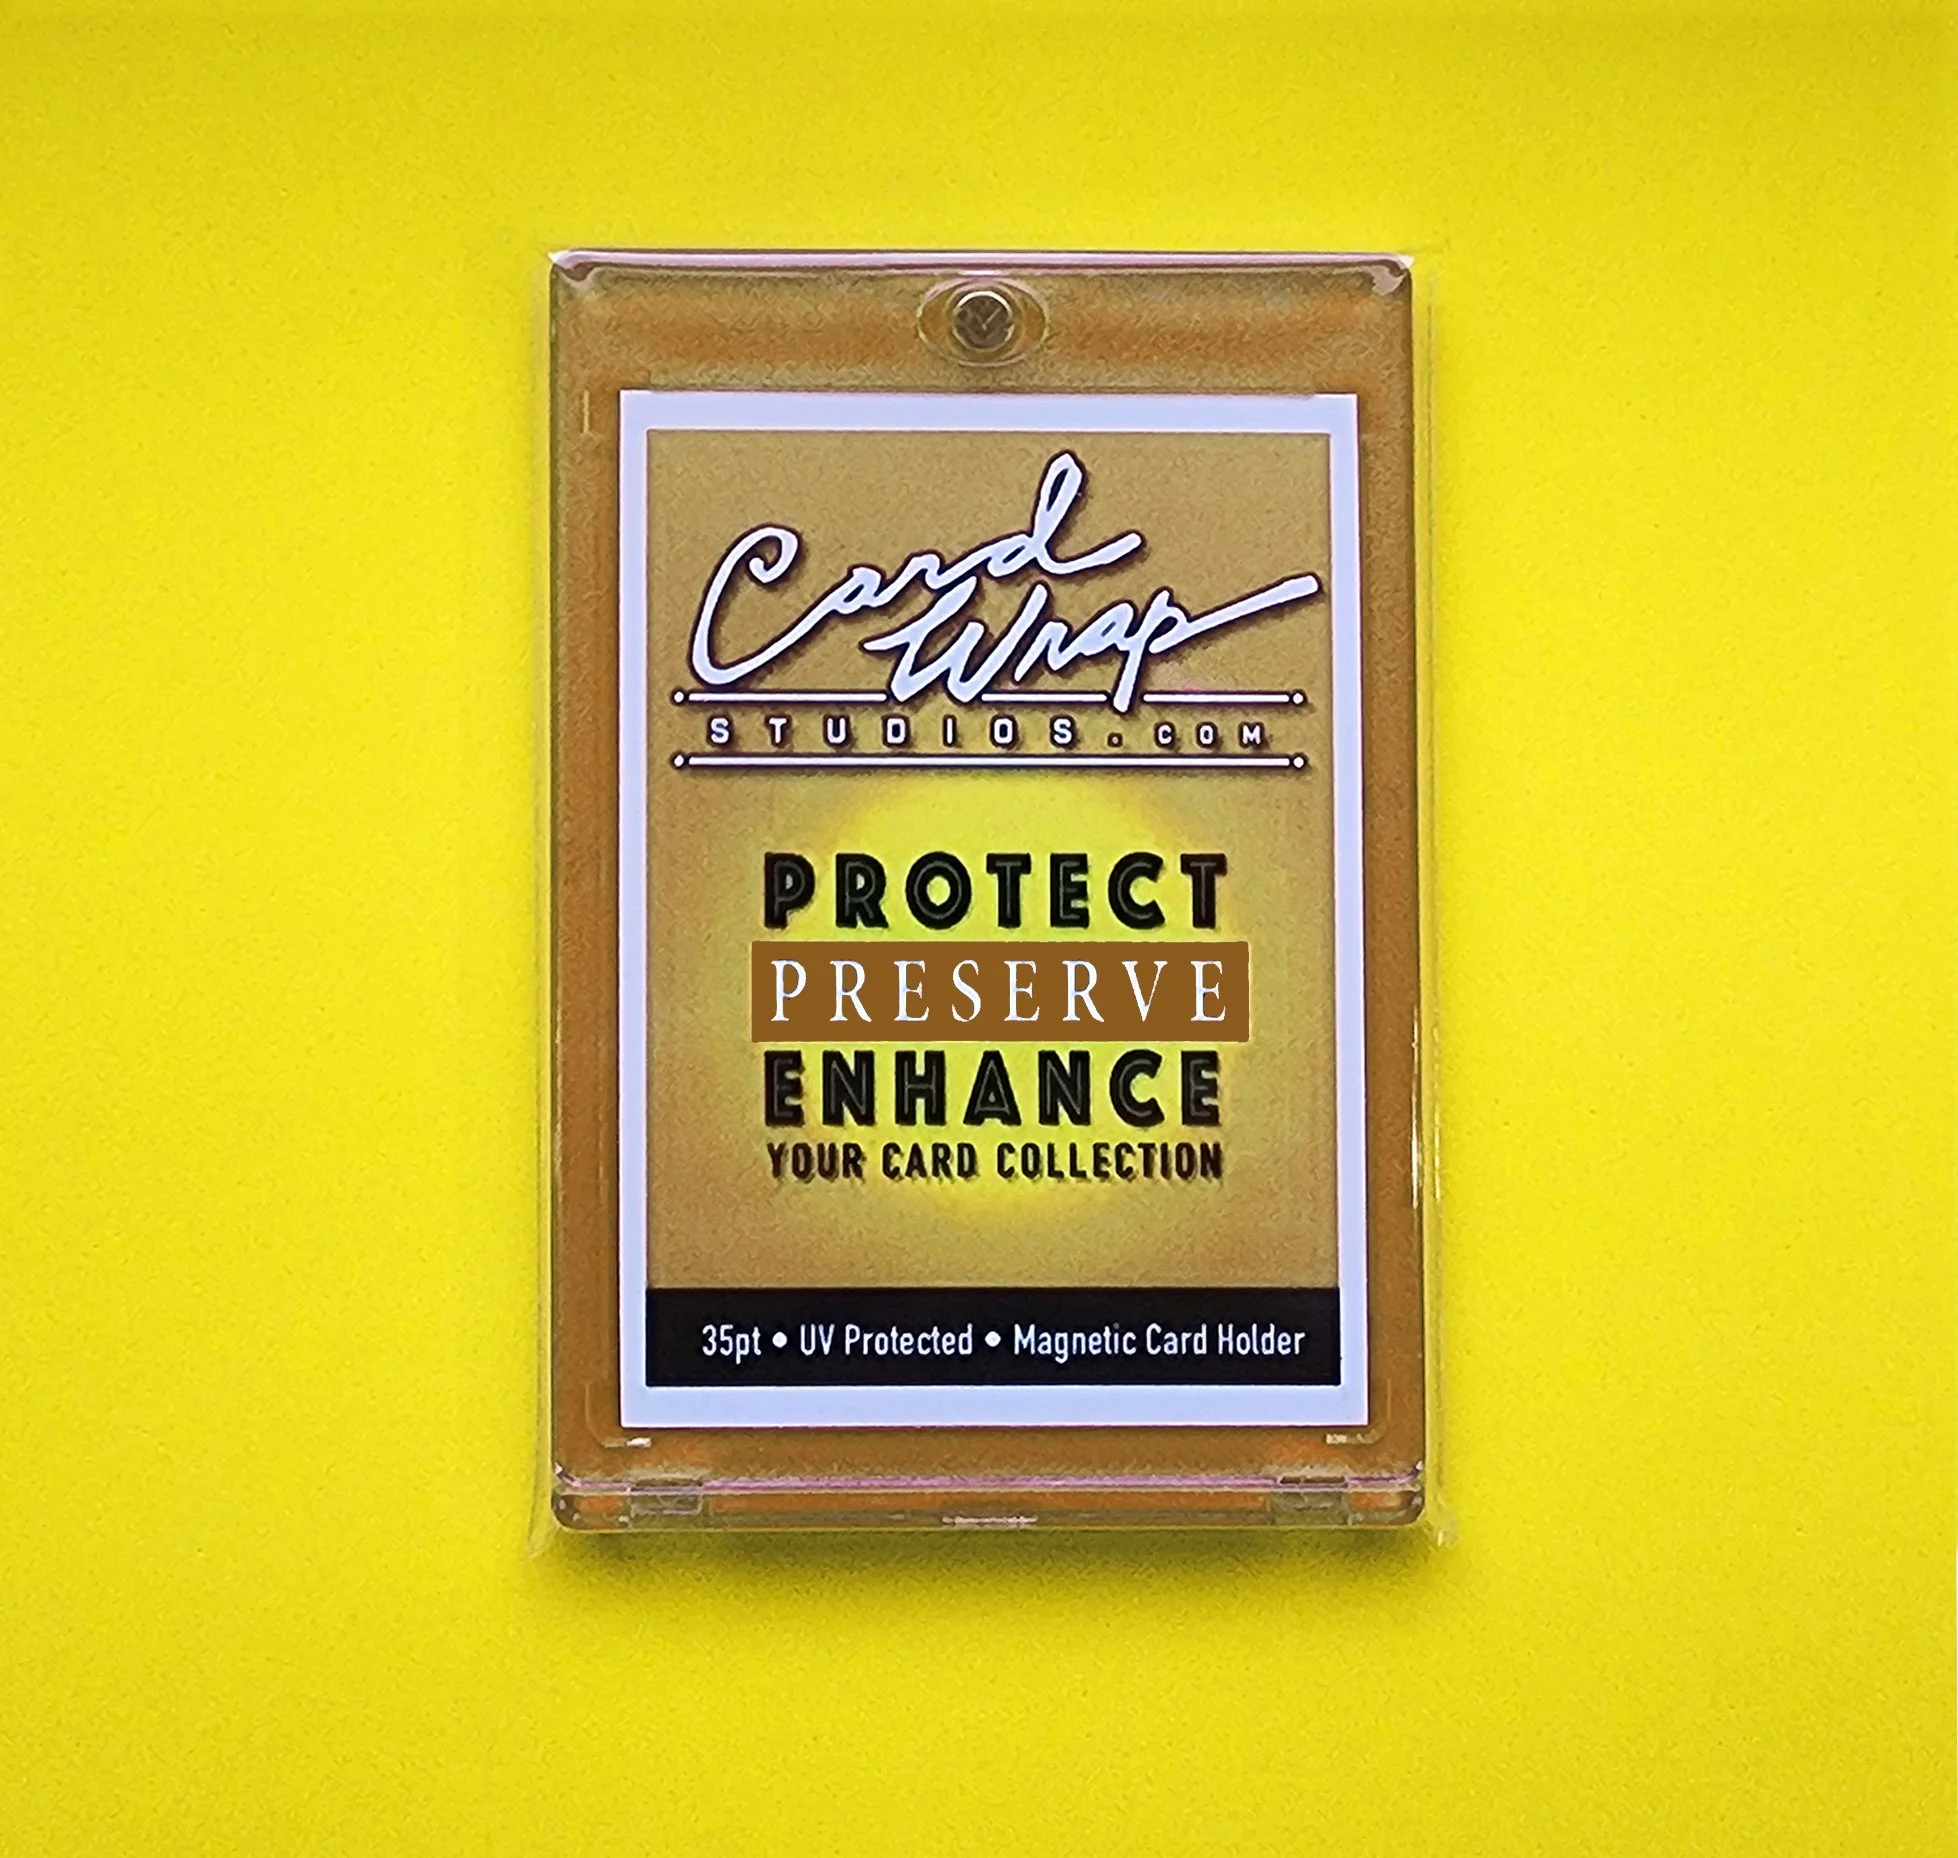 Card
Wrap
STUDIOS.COM
PROTECT
PRESERVE
ENHANCE
YOUR CARD COLLECTION
35pt • UV Protected • Magnetic Card Holder